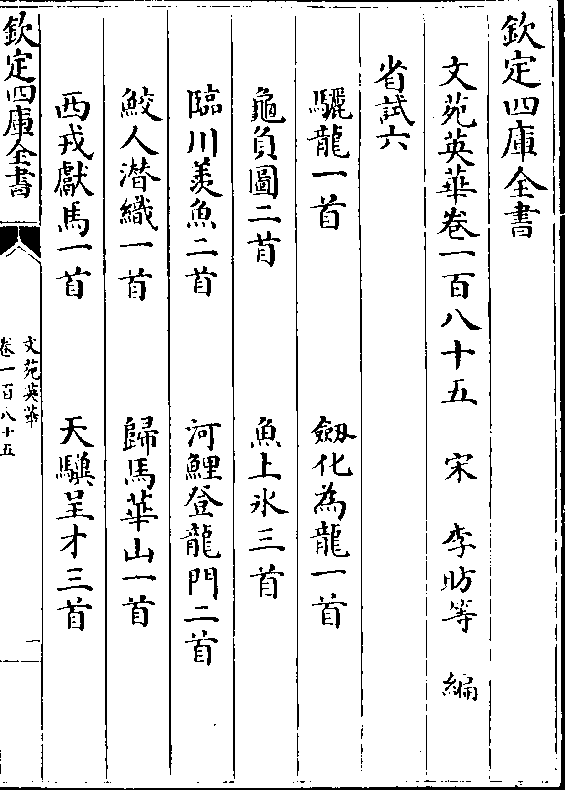 欽定四庫全書
文苑英華卷一百八十五 宋 李昉等 編
省試六
驪龍一首 劔化為龍一首
龜負圖二首 魚上氷三首
臨川羨魚二首 河鯉登龍門二首
鮫人潛織一首 歸馬華山一首
西戎獻馬一首 天驥呈才三首
欽定四庫全書
文苑英華
卷一百八十五
一